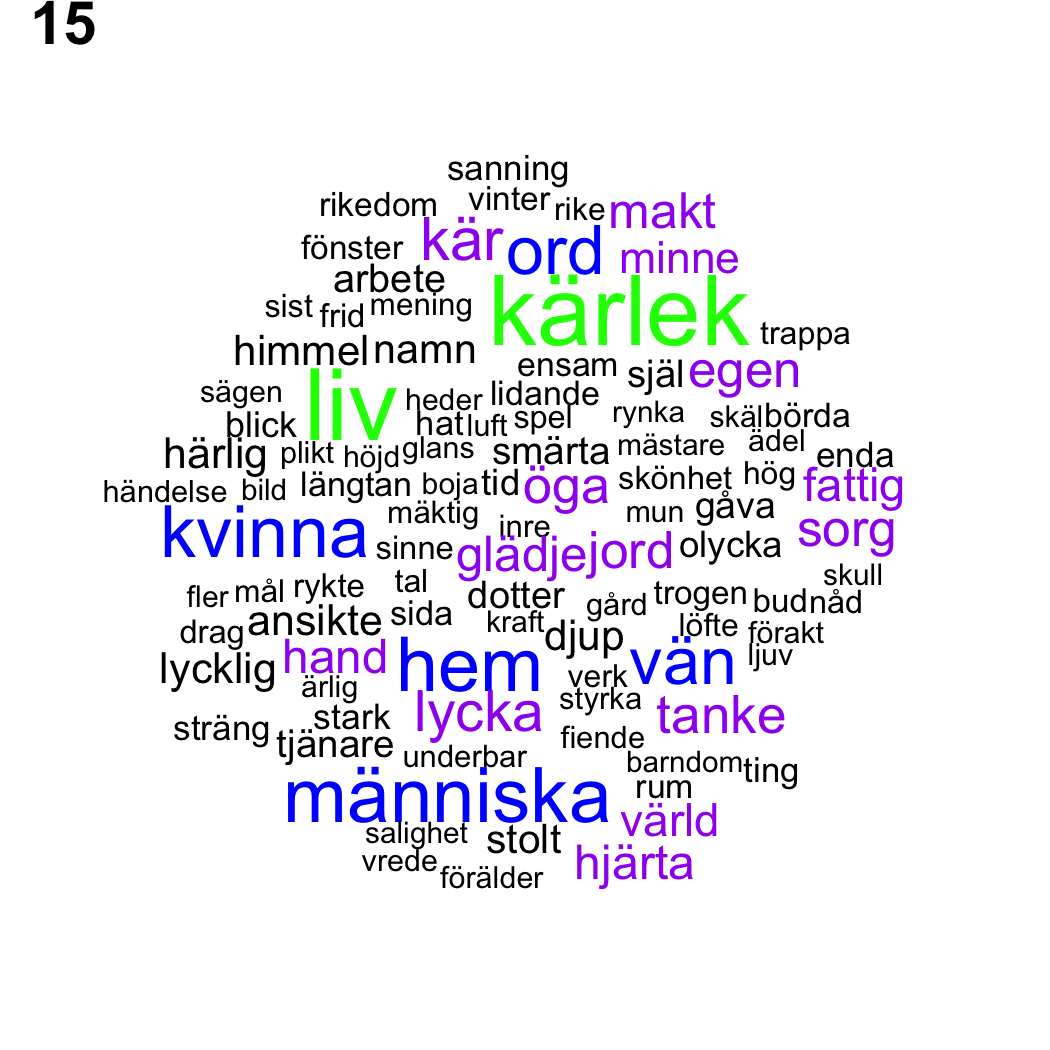 15
sanning
rikedom vinter rike makt
fönster kär ord minne
arbete
sist frid mening kärlek trappa
himmel namn
ensam själ egen
sägen liv heder lidande
blick hat luft spel rynka skäl börda
härlig plikt höjd glans smärta mästare ädel enda
händelse bild längtan boja tid öga skönhet hög fattig
mäktig inre mun gåva
kvinna sinne glädje jord olycka sorg
skull
fler mål rykte tal dotter gård trogen bud nåd
drag ansikte sida kraft djup löfte förakt
lycklig hand hem verk vän ljuv
ärlig styrka
sträng stark lycka tanke
tjänare underbar fiende
barndom ting
människa rum
salighet stolt värld
vrede förälder hjärta